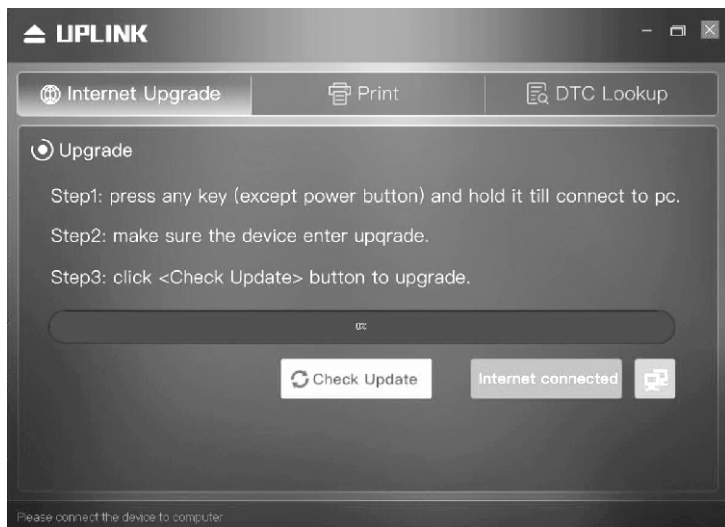 UPLINK
Internet Upgrade
Print
DTC Lookup
Upgrade
Step1: press any key (except power button) and hold it till connect to pc.
Step2: make sure the device enter upqrade.
Step3: click <Check Update> button to upgrade.
0%
Check Update
Internet connected
Please connect the device to computer